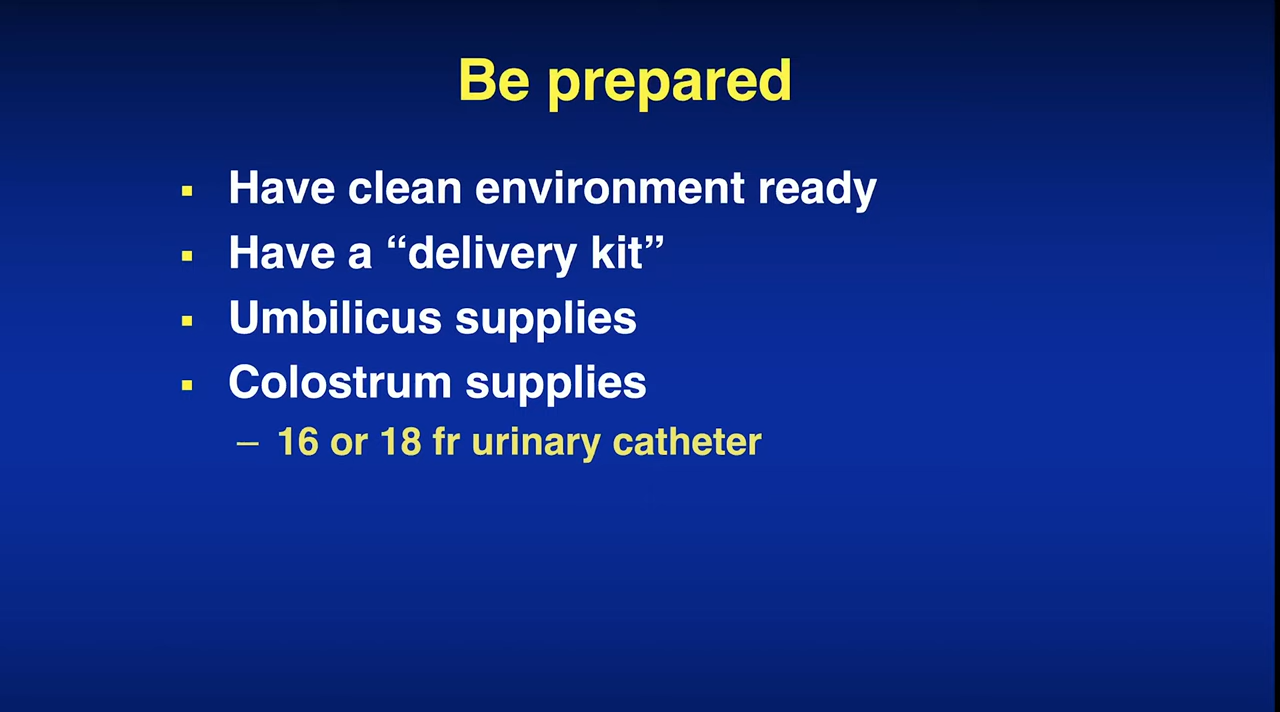 Be prepared
▪ Have clean environment ready
▪ Have a “delivery kit”
▪ Umbilicus supplies
▪ Colostrum supplies
– 16 or 18 fr urinary catheter